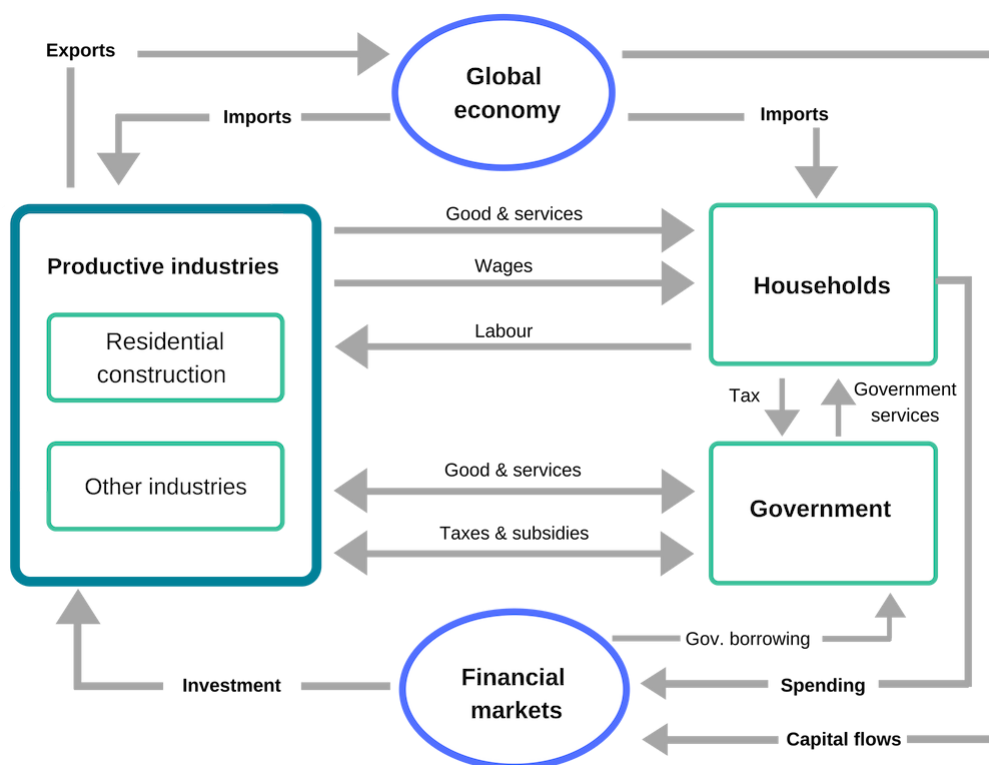 Exports
Global
economy
Imports
Imports
Good & services
Productive industries
Wages
Households
Residential
construction
Labour
Tax
Government
services
Other industries
Good & services
Government
Taxes & subsidies
Gov. borrowing
Investment
Financial
markets
Spending
Capital flows